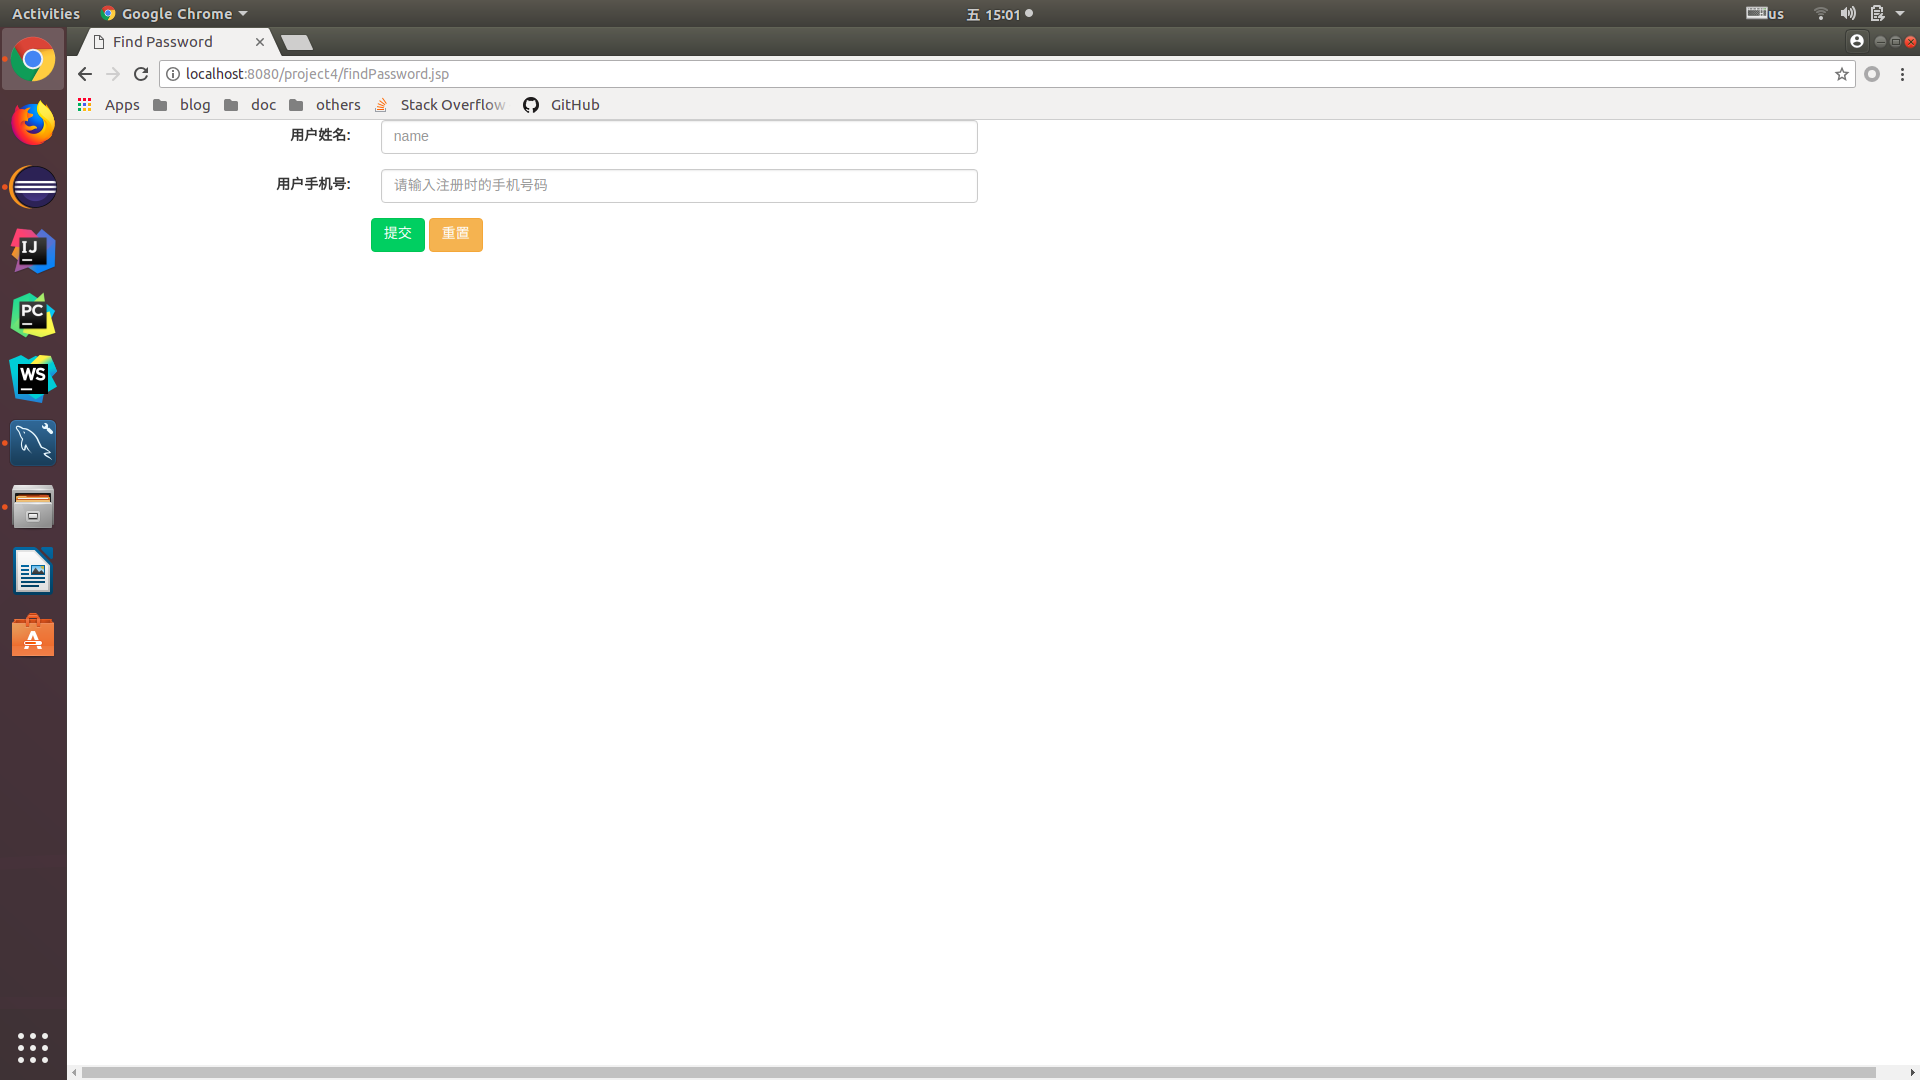 Activities Google Chrome 五 15:01 us
Find Password
localhost:8080/project4/findPassword.jsp
Apps blog doc others Stack Overflow GitHub
用户姓名: name
用户手机号: 请输入注册时的手机号码
提交 重置
IJ
PC
WS
A